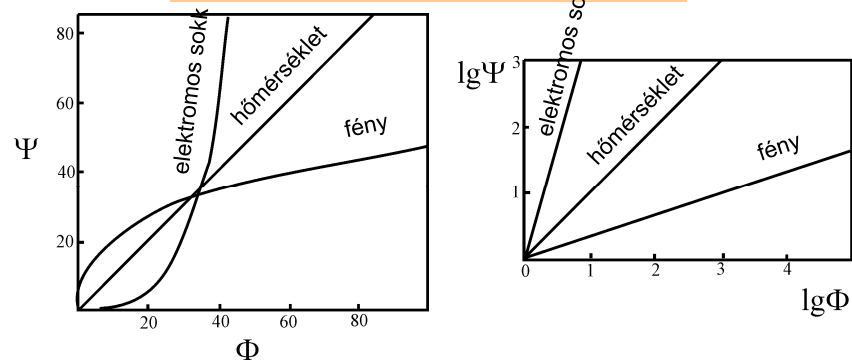 80
60
40
20
Ψ
elektromos sokk
hőmérséklet
fény
20
40
60
80
Φ
lgΨ
3
2
1
elektromos so
hőmérséklet
fény
0
1
2
3
4
lgΦ